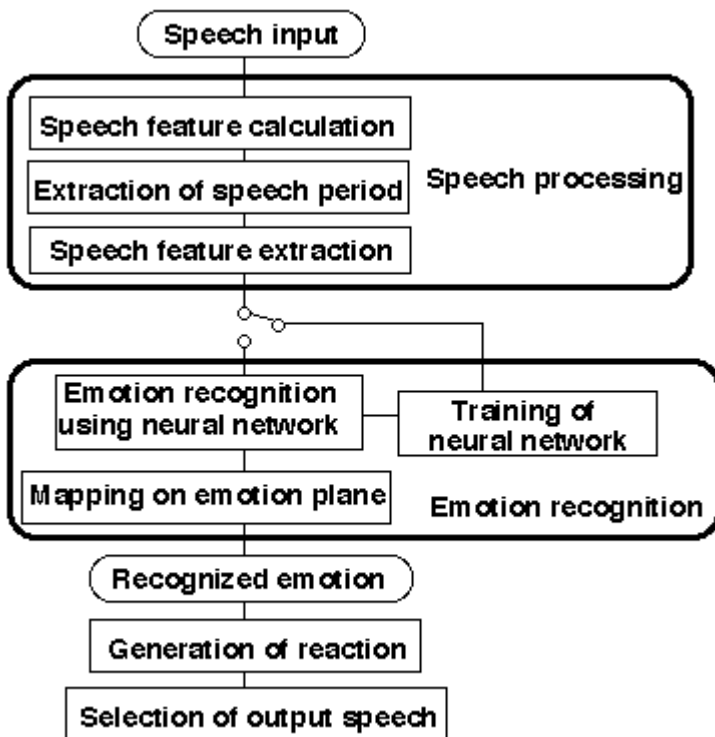 Speech input
Speech feature calculation
Extraction of speech period
Speech processing
Speech feature extraction
Emotion recognition
using neural network
Training of
neural network
Mapping on emotion plane
Emotion recognition
Recognized emotion
Generation of reaction
Selection of output speech